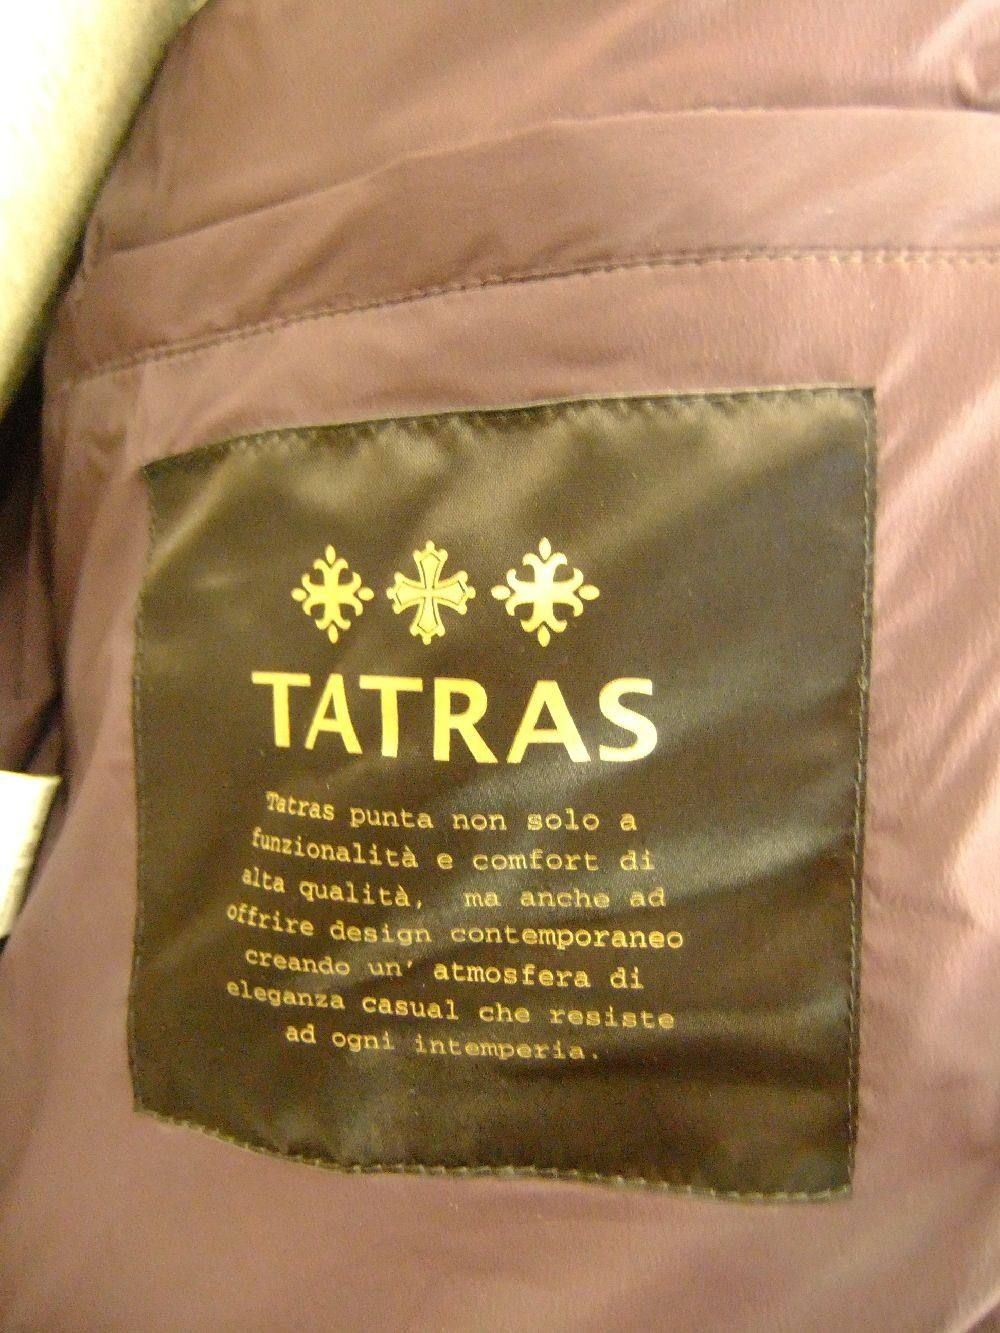 TATRAS
Tatras punta non solo a
funzionalità e comfort di
alta qualità, ma anche ad
offrire design contemporaneo
creando un' atmosfera di
eleganza casual che resiste
ad ogni intemperia.